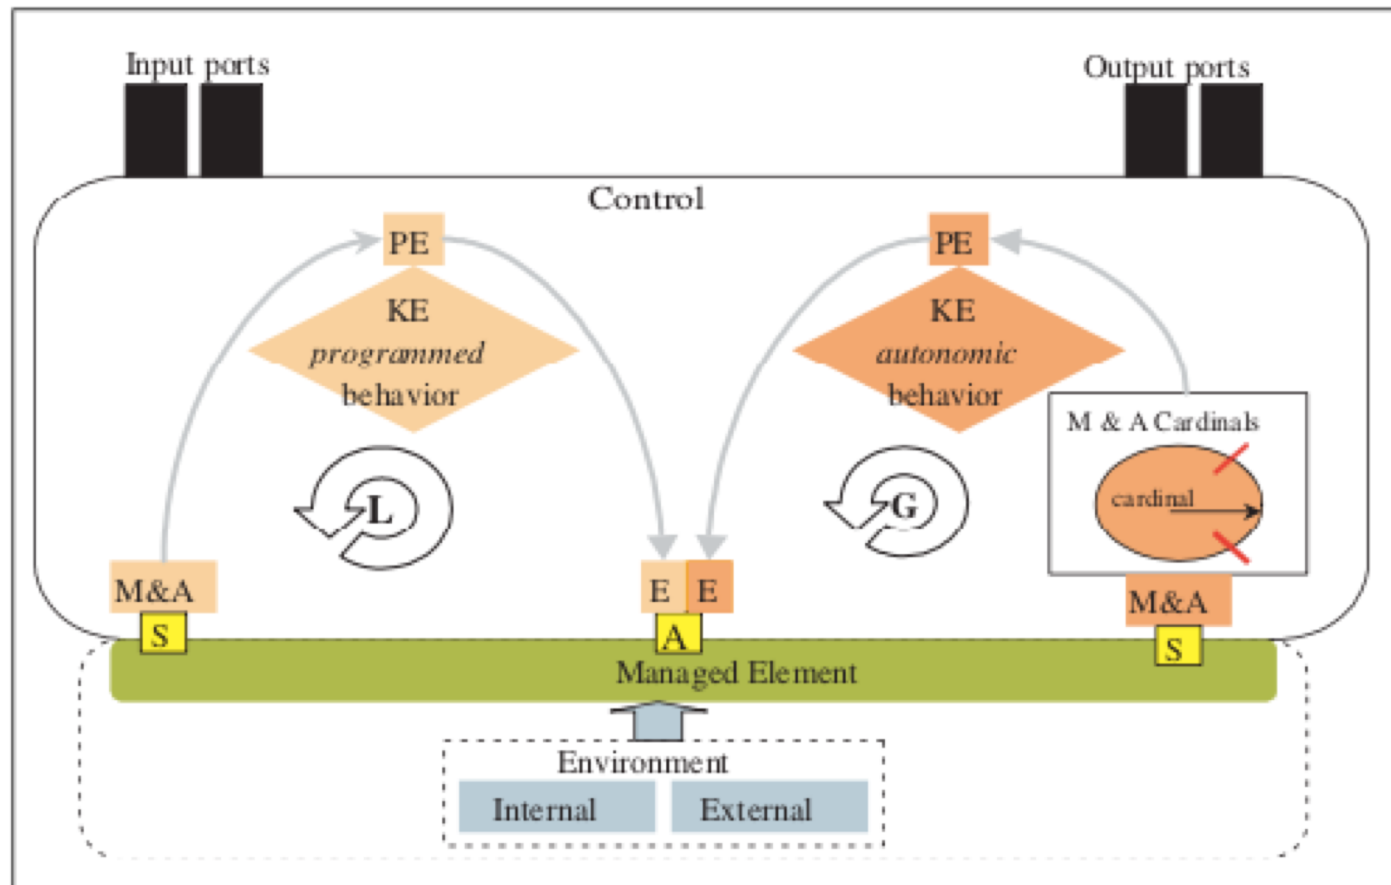 Input ports
Output ports
Control
PE
PE
KE
programmed
behavior
KE
autonomic
behavior
M & A Cardinals
cardinal
L
G
M&A
E
E
M&A
S
A
S
Managed Element
Environment
Internal
External